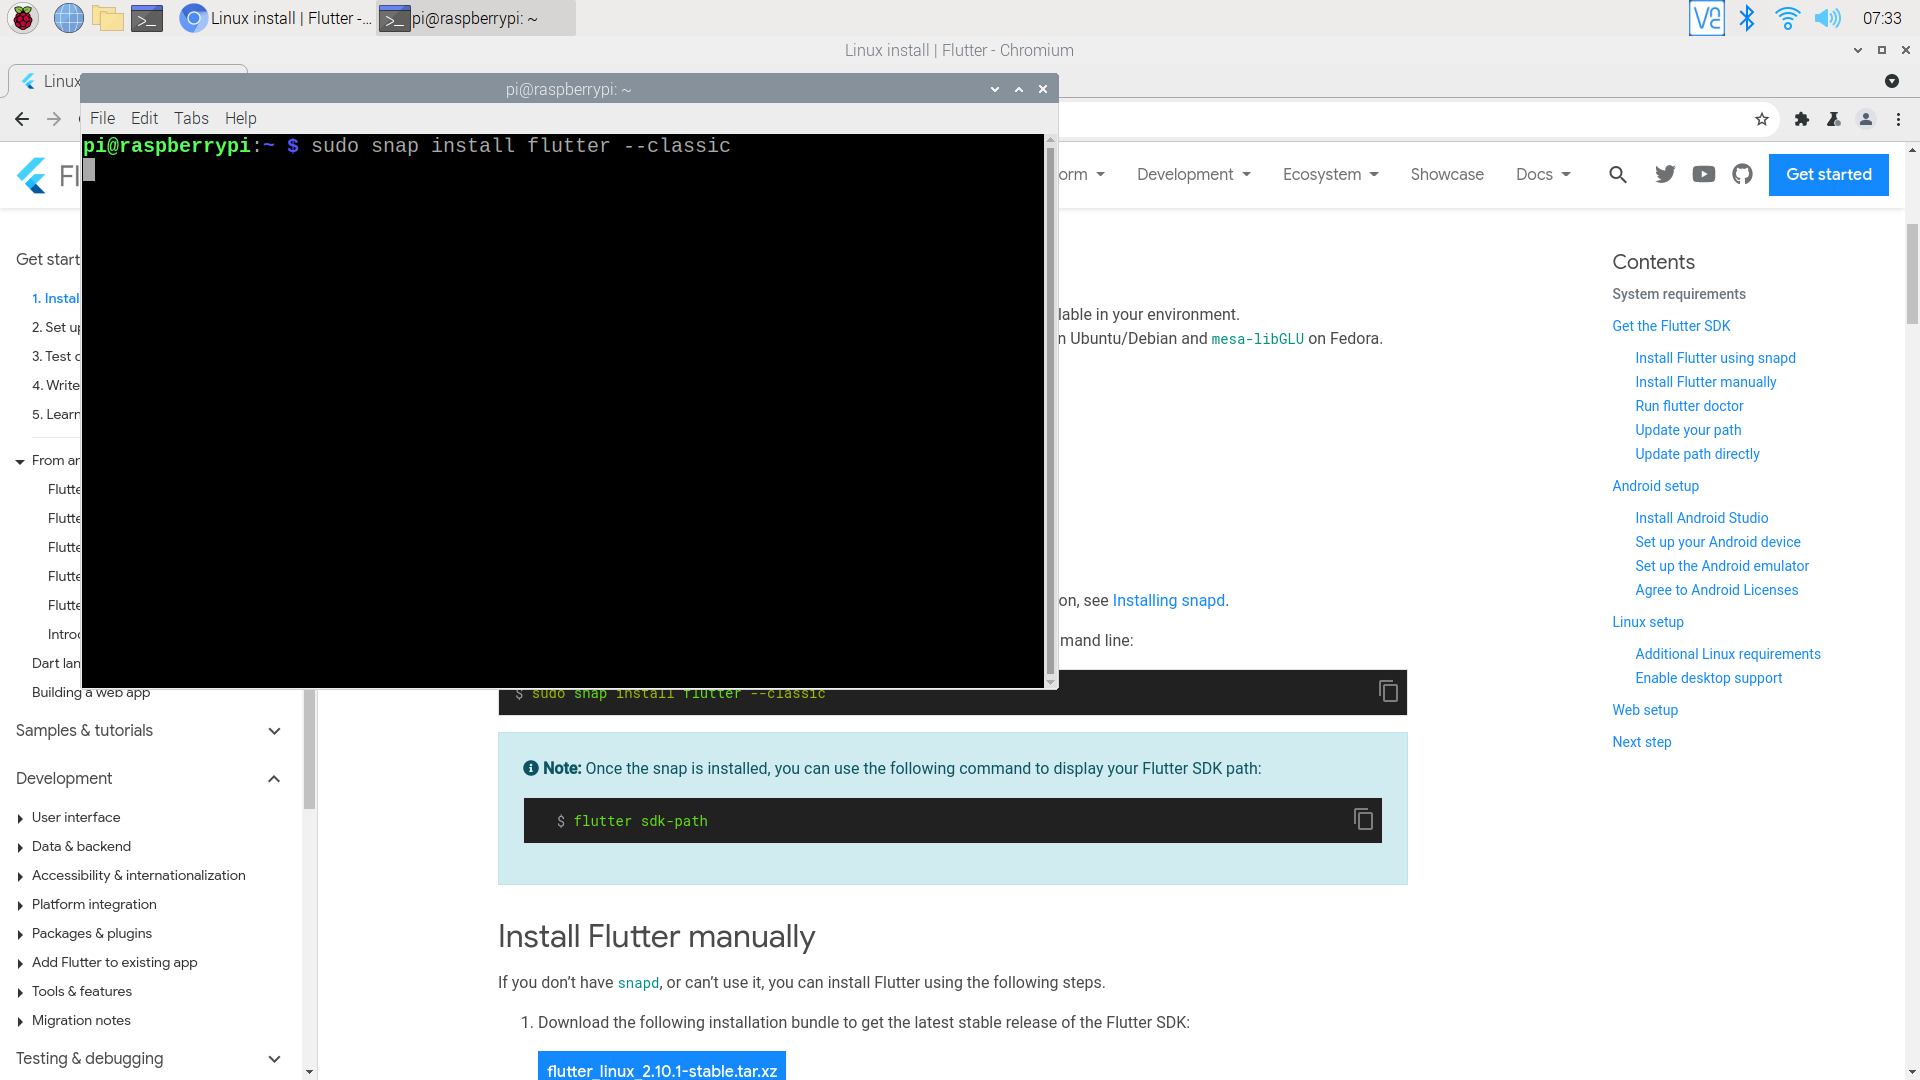 Linux install | Flutter -...
pi@raspberrypi: ~
07:33
Linux install | Flutter - Chromium
Linux
pi@raspberrypi: ~
File Edit Tabs Help
pi@raspberrypi:~ $ sudo snap install flutter --classic
Fl
orm
Development
Ecosystem
Showcase
Docs
Get started
Get start
1. Instal
2. Set up
3. Test o
4. Write
5. Learn
From an
Flutte
Flutte
Flutte
Flutte
Flutte
Introd
Dart lan
Building a web app
Samples & tutorials
Development
User interface
Data & backend
Accessibility & internationalization
Platform integration
Packages & plugins
Add Flutter to existing app
Tools & features
Migration notes
Testing & debugging
lable in your environment.
n Ubuntu/Debian and mesa-libGLU on Fedora.
on, see Installing snapd.
mand line:
$ sudo snap install flutter --classic
Note: Once the snap is installed, you can use the following command to display your Flutter SDK path:
$ flutter sdk-path
Install Flutter manually
If you don’t have snapd, or can’t use it, you can install Flutter using the following steps.
1. Download the following installation bundle to get the latest stable release of the Flutter SDK:
flutter_linux_2.10.1-stable.tar.xz
Contents
System requirements
Get the Flutter SDK
Install Flutter using snapd
Install Flutter manually
Run flutter doctor
Update your path
Update path directly
Android setup
Install Android Studio
Set up your Android device
Set up the Android emulator
Agree to Android Licenses
Linux setup
Additional Linux requirements
Enable desktop support
Web setup
Next step